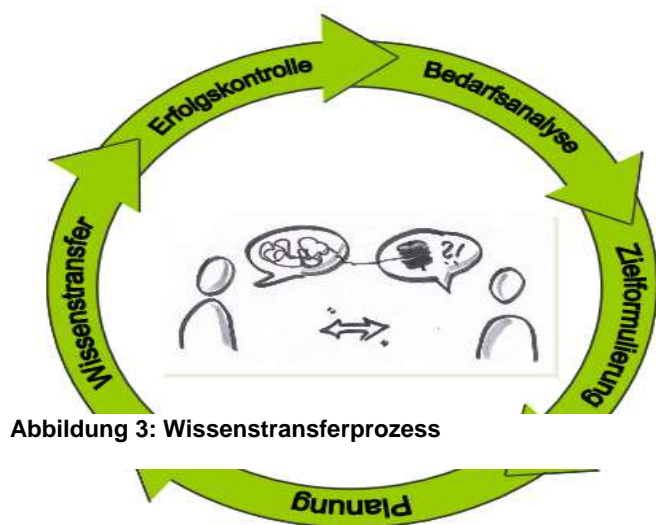 Erfolgskontrolle
Bedarfsanalyse
Zielformulierung
Planung
Wissenstransfer
?!
Abbildung 3: Wissenstransferprozess